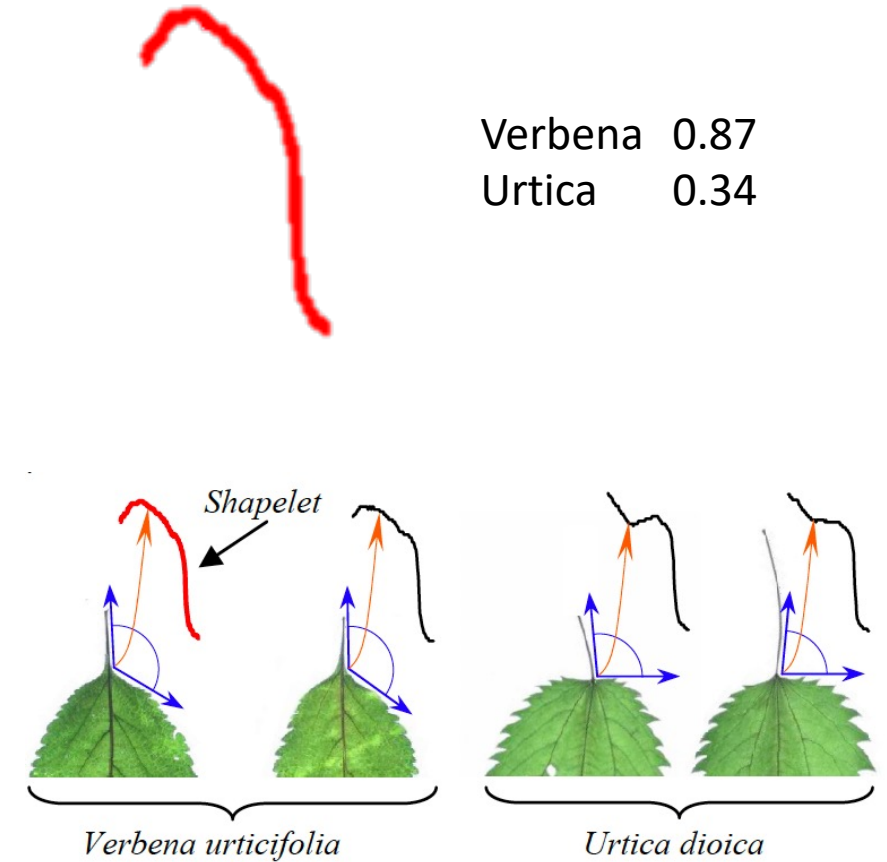 Verbena 0.87
Urtica 0.34
Shapelet
Verbena urticifolia
Urtica dioica